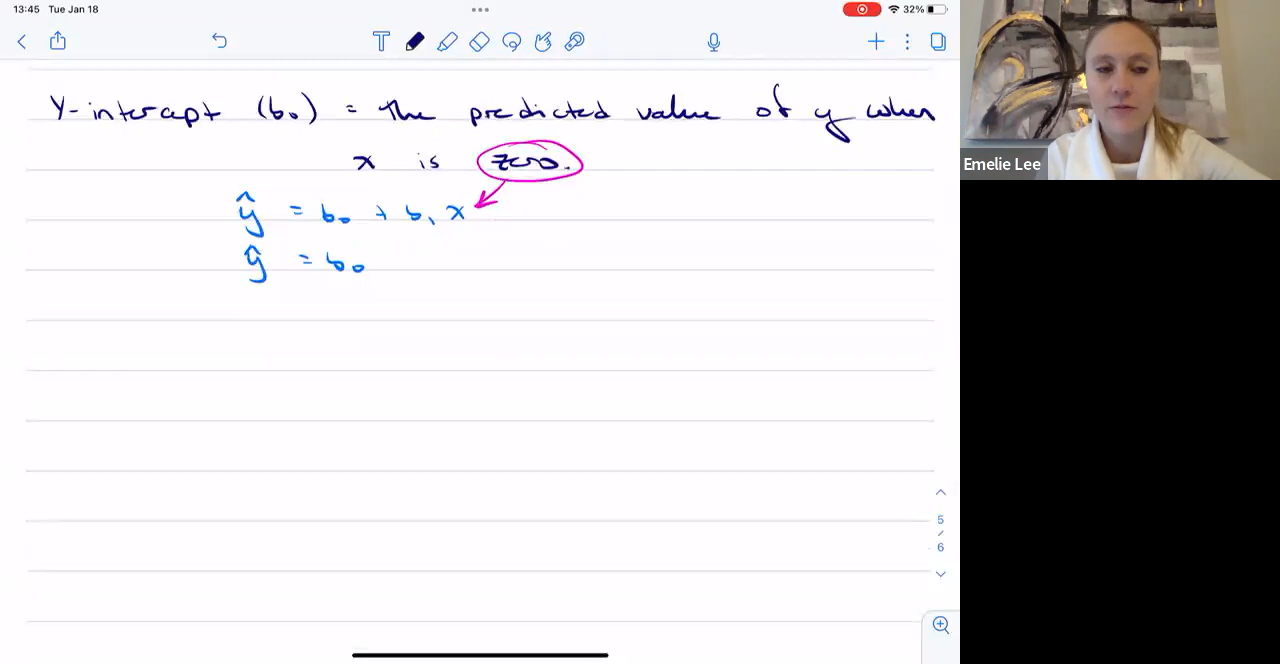 13:45 Tue Jan 18
32%
Y-intercept (b₀) = The predicted value of y when
x is zero.
ŷ = b₀ + b₁ x
ŷ = b₀
5
/
6
Emelie Lee